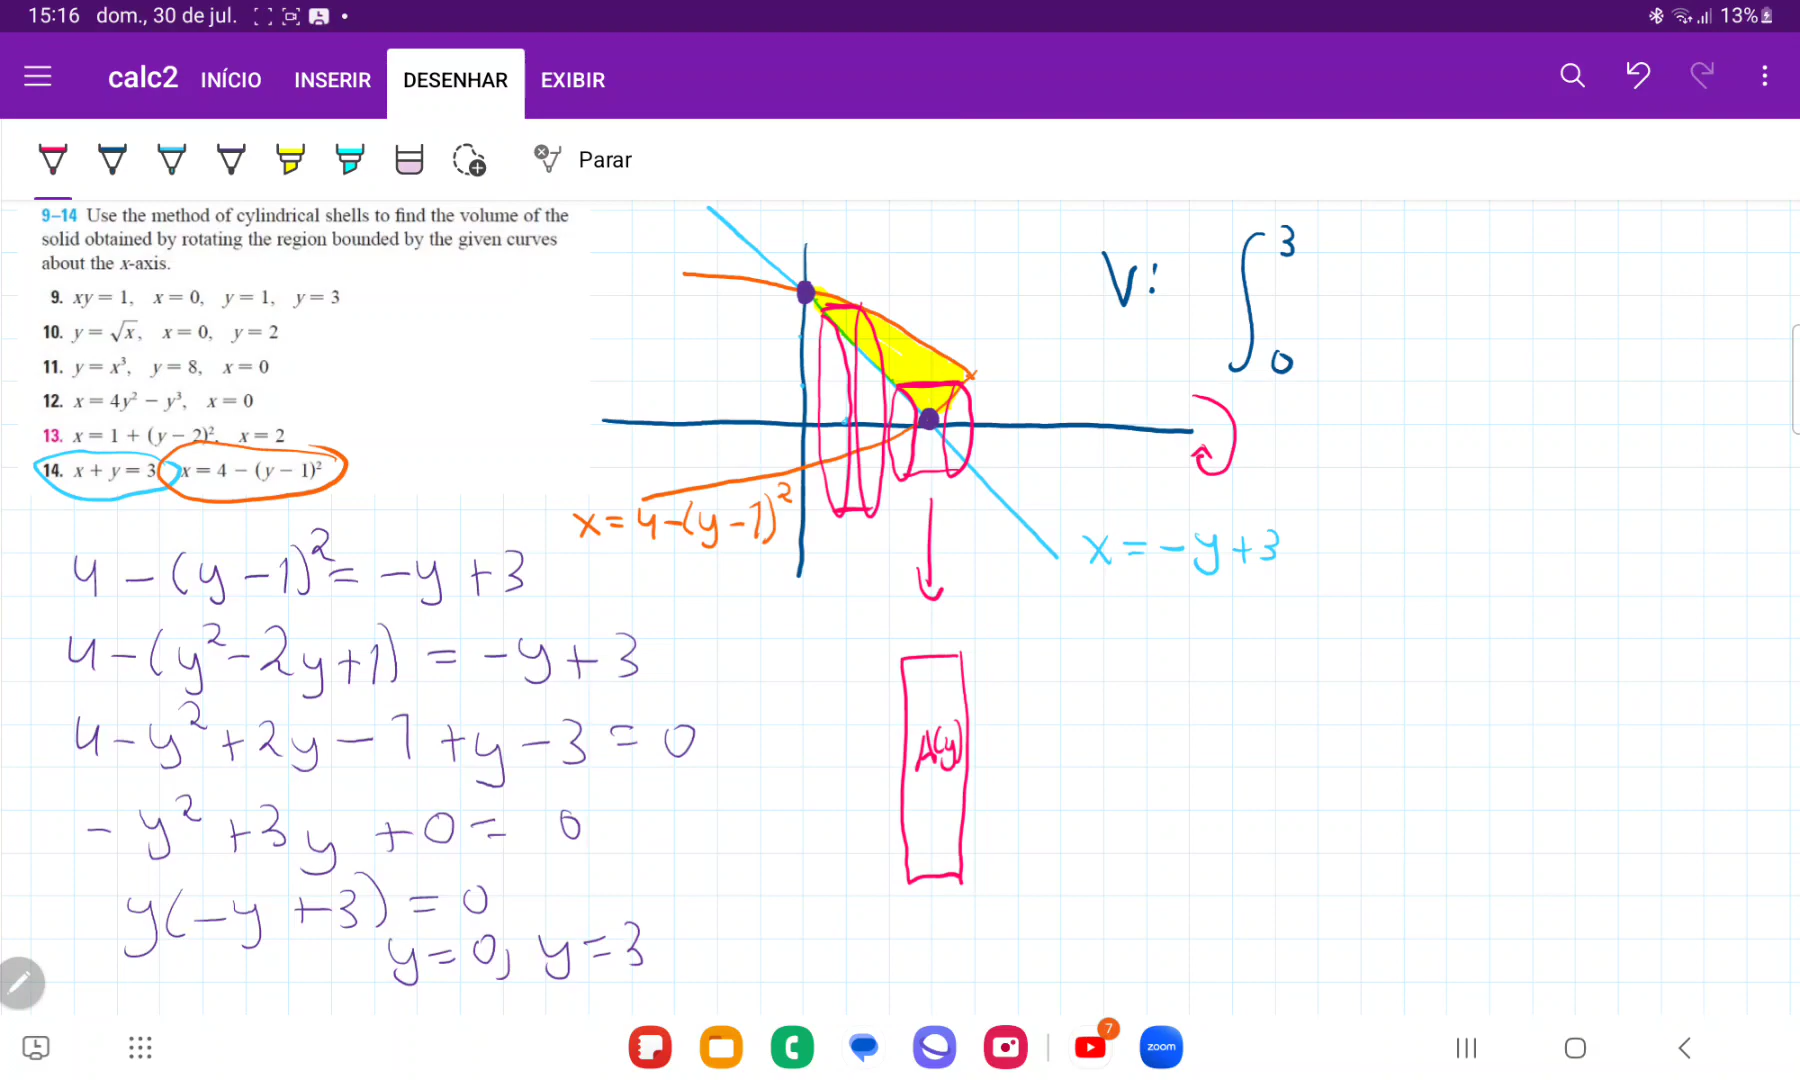 15:16 dom., 30 de jul. 13%
calc2 INÍCIO INSERIR DESENHAR EXIBIR
Parar
9–14 Use the method of cylindrical shells to find the volume of the
solid obtained by rotating the region bounded by the given curves
about the x-axis.
9. xy = 1, x = 0, y = 1, y = 3
10. y = √x, x = 0, y = 2
11. y = x³, y = 8, x = 0
12. x = 4y² − y³, x = 0
13. x = 1 + (y − 2)², x = 2
14. x + y = 3 x = 4 − (y − 1)²
V: ∫ 3 0
x = 4 - (y - 1)²
x = - y + 3
4 - (y - 1)² = - y + 3
4 - (y² - 2y + 1) = - y + 3
4 - y² + 2y - 1 + y - 3 = 0
- y² + 3y + 0 = 0
y(- y + 3) = 0
y = 0, y = 3
A(y)
7
zoom